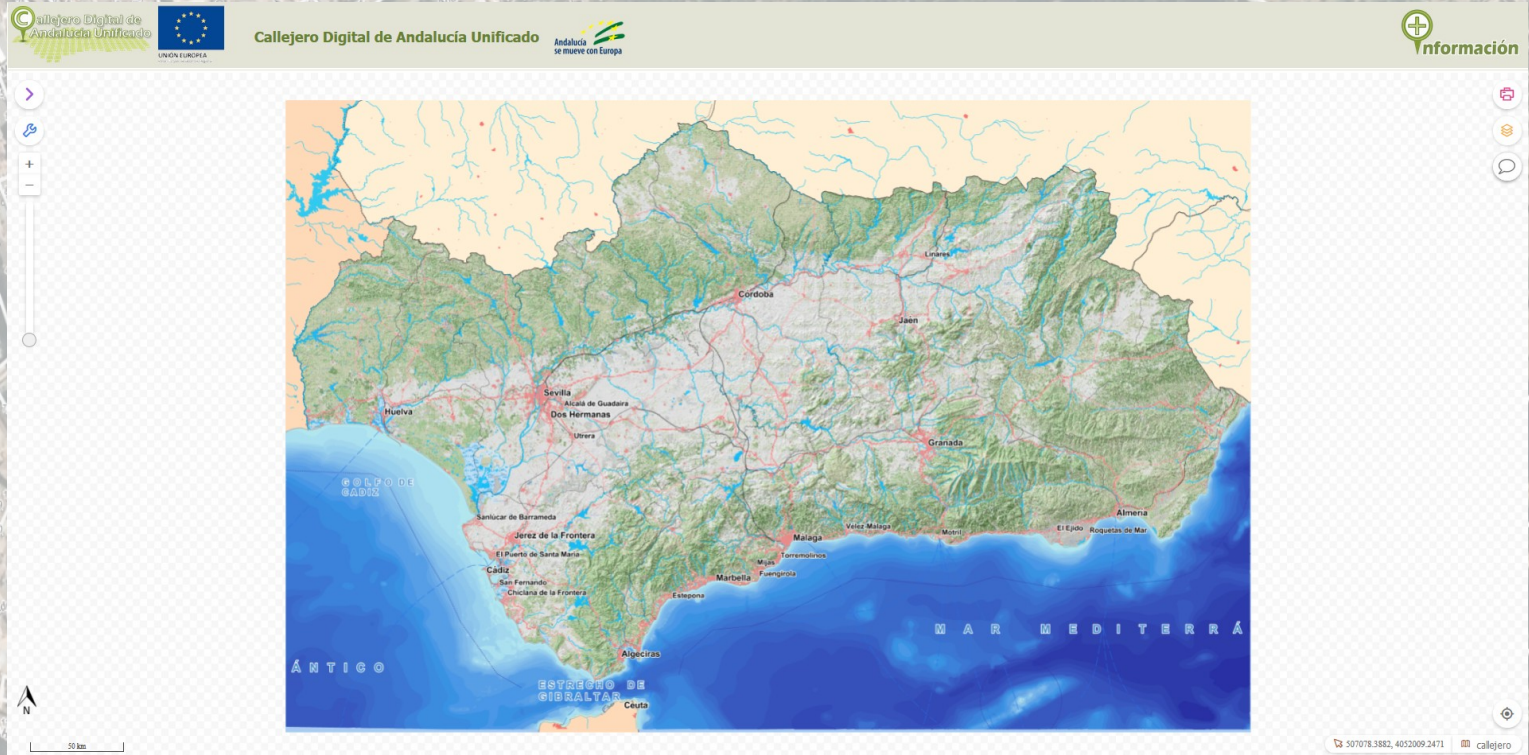 Callejero Digital de
Andalucía Unificado
UNIÓN EUROPEA
Callejero Digital de Andalucía Unificado
Andalucía
se mueve con Europa
Información
+
−
Linares
Córdoba
Jaén
Sevilla
Alcalá de Guadaira
Huelva
Dos Hermanas
Utrera
Granada
GOLFO DE
CÁDIZ
Sanlúcar de Barrameda
Almería
Jerez de la Frontera
Vélez-Málaga
Motril
El Ejido
Roquetas de Mar
Málaga
El Puerto de Santa María
Torremolinos
Mijas
Cádiz
Fuengirola
San Fernando
Marbella
Chiclana de la Frontera
Estepona
MAR MEDITERRÁ
Algeciras
ÁNTICO
ESTRECHO DE
GIBRALTAR
Ceuta
N
50 km
507078.3882, 4052009.2471
callejero